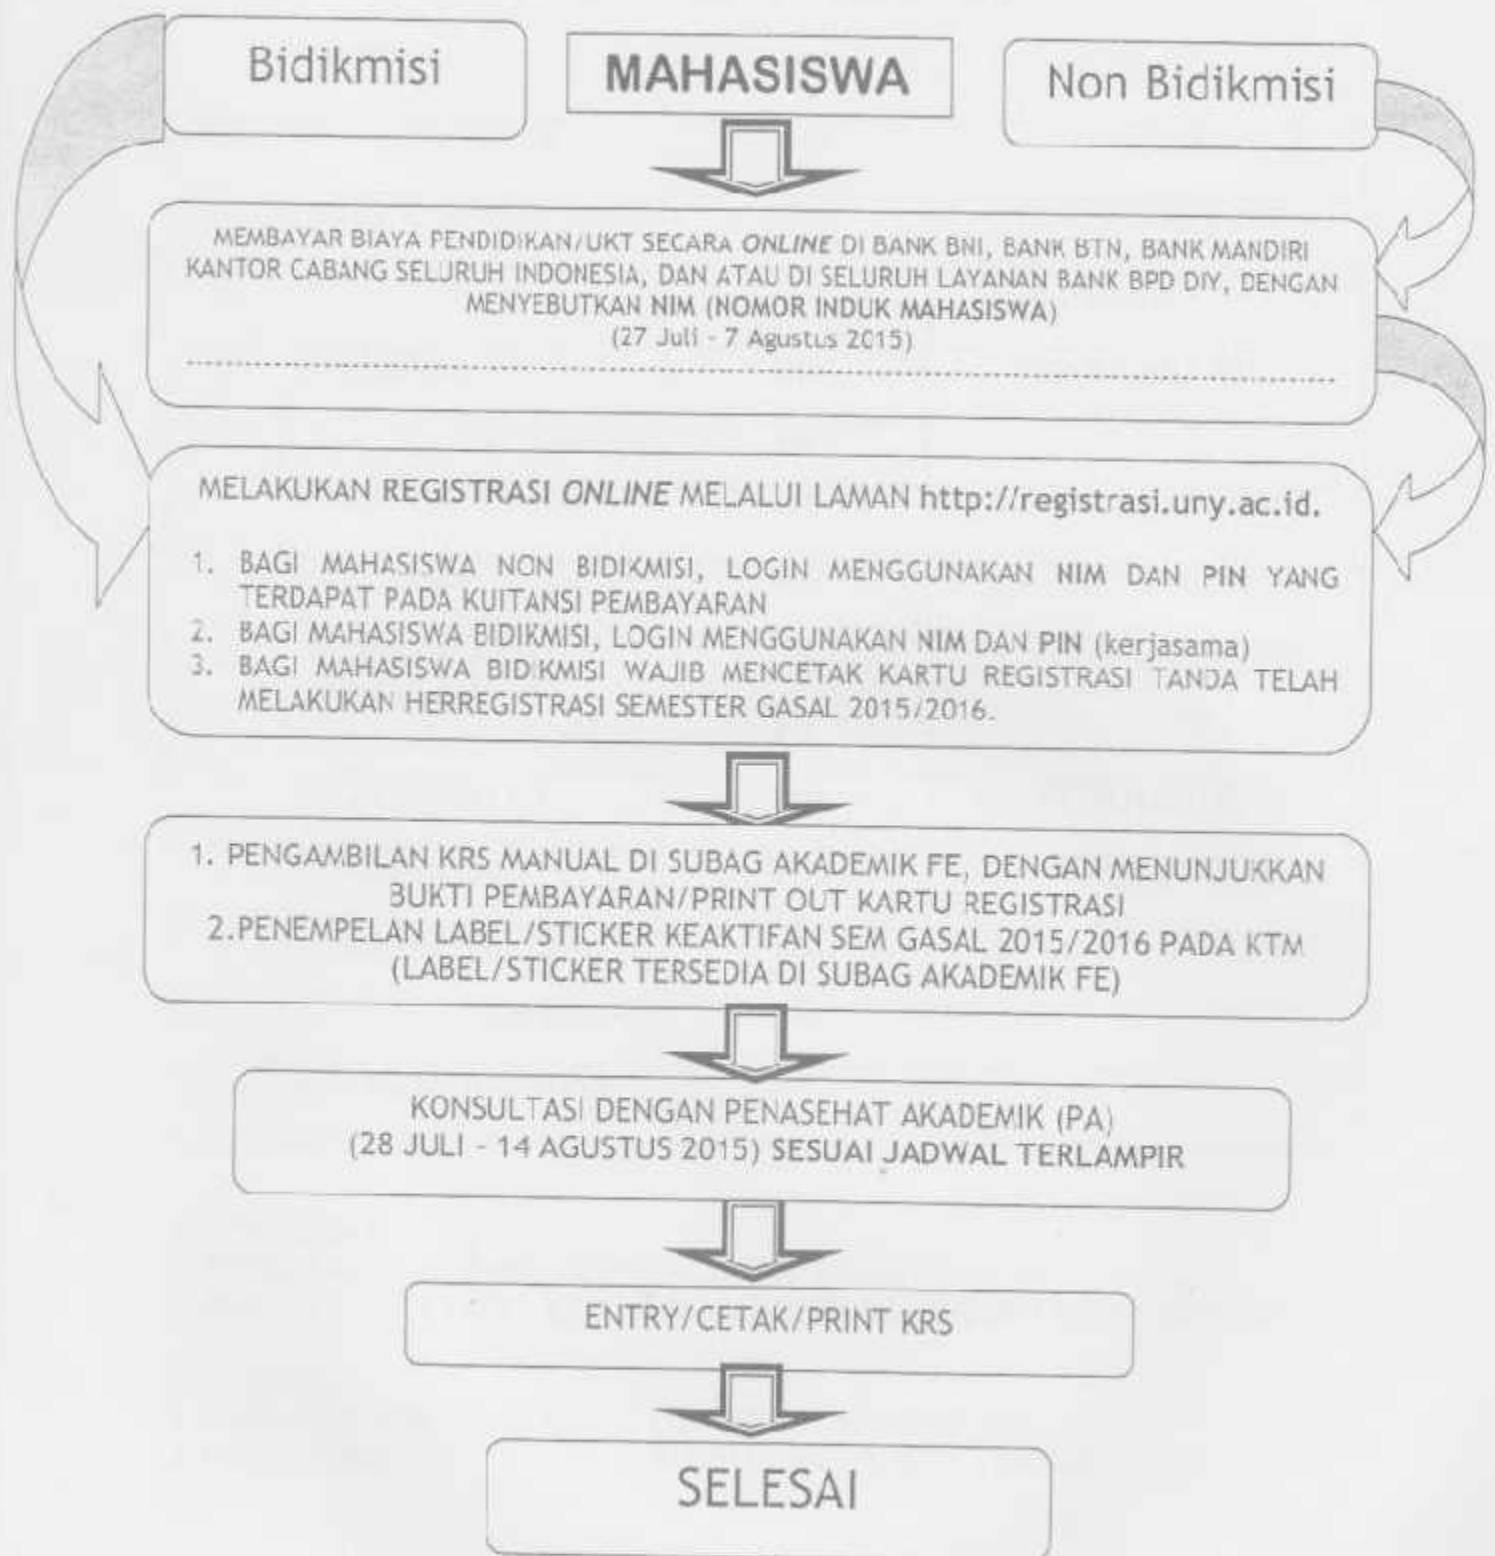 Bidikmisi
MAHASISWA
Non Bidikmisi
MEMBAYAR BIAYA PENDIDIKAN/UKT SECARA ONLINE DI BANK BNI, BANK BTN, BANK MANDIRI
KANTOR CABANG SELURUH INDONESIA, DAN ATAU DI SELURUH LAYANAN BANK BPD DIY, DENGAN
MENYEBUTKAN NIM (NOMOR INDUK MAHASISWA)
(27 Juli - 7 Agustus 2015)
MELAKUKAN REGISTRASI ONLINE MELALUI LAMAN http://registrasi.uny.ac.id.
1. BAGI MAHASISWA NON BIDIKMISI, LOGIN MENGGUNAKAN NIM DAN PIN YANG
TERDAPAT PADA KUITANSI PEMBAYARAN
2. BAGI MAHASISWA BIDIKMISI, LOGIN MENGGUNAKAN NIM DAN PIN (kerjasama)
3. BAGI MAHASISWA BIDIKMISI WAJIB MENCETAK KARTU REGISTRASI TANDA TELAH
MELAKUKAN HERREGISTRASI SEMESTER GASAL 2015/2016.
1. PENGAMBILAN KRS MANUAL DI SUBAG AKADEMIK FE, DENGAN MENUNJUKKAN
BUKTI PEMBAYARAN/PRINT OUT KARTU REGISTRASI
2.PENEMPELAN LABEL/STICKER KEAKTIFAN SEM GASAL 2015/2016 PADA KTM
(LABEL/STICKER TERSEDIA DI SUBAG AKADEMIK FE)
KONSULTASI DENGAN PENASEHAT AKADEMIK (PA)
(28 JULI - 14 AGUSTUS 2015) SESUAI JADWAL TERLAMPIR
ENTRY/CETAK/PRINT KRS
SELESAI